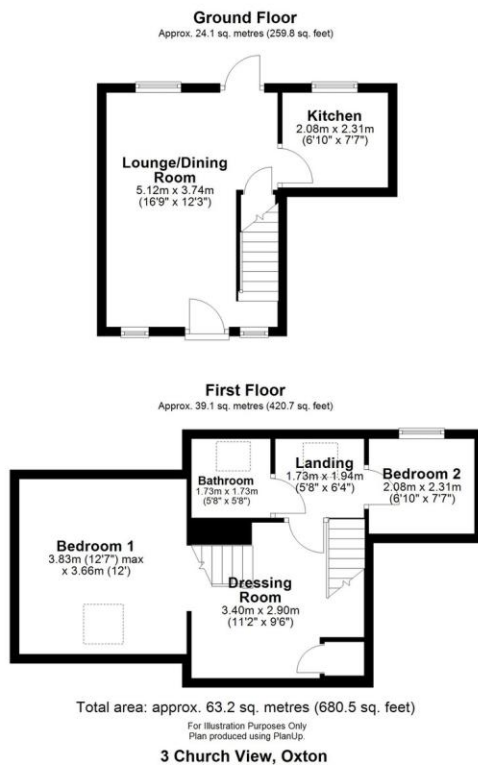 Ground Floor
Approx. 24.1 sq. metres (259.8 sq. feet)
Kitchen
2.08m x 2.31m
(6'10" x 7'7")
Lounge/Dining
Room
5.12m x 3.74m
(16'9" x 12'3")
First Floor
Approx. 39.1 sq. metres (420.7 sq. feet)
Bathroom
1.73m x 1.73m
(5'8" x 5'8")
Landing
1.73m x 1.94m
(5'8" x 6'4")
Bedroom 2
2.08m x 2.31m
(6'10" x 7'7")
Bedroom 1
3.83m (12'7") max
x 3.66m (12')
Dressing
Room
3.40m x 2.90m
(11'2" x 9'6")
Total area: approx. 63.2 sq. metres (680.5 sq. feet)
For Illustration Purposes Only
Plan produced using PlanUp.
3 Church View, Oxton